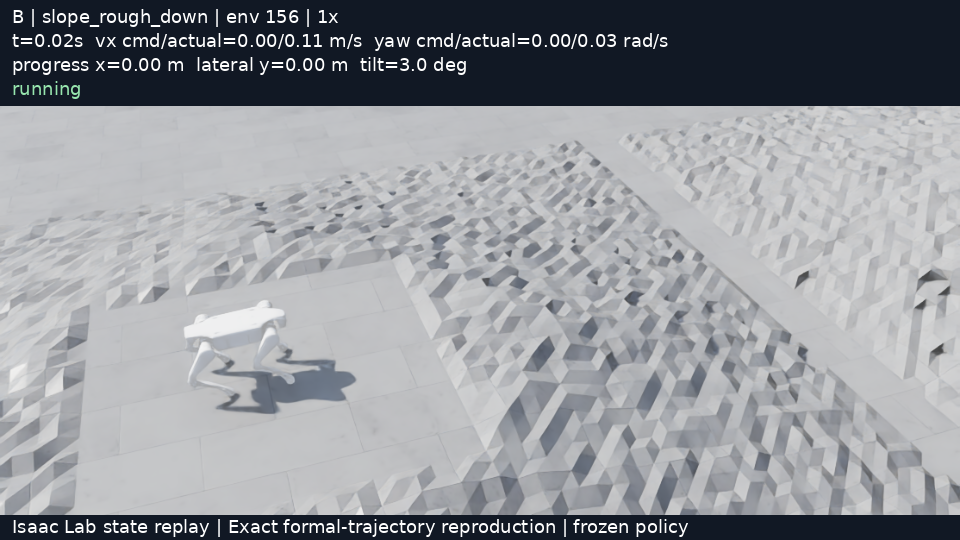 B | slope_rough_down | env 156 | 1x
t=0.02s  vx cmd/actual=0.00/0.11 m/s  yaw cmd/actual=0.00/0.03 rad/s
progress x=0.00 m  lateral y=0.00 m  tilt=3.0 deg
running
Isaac Lab state replay | Exact formal-trajectory reproduction | frozen policy